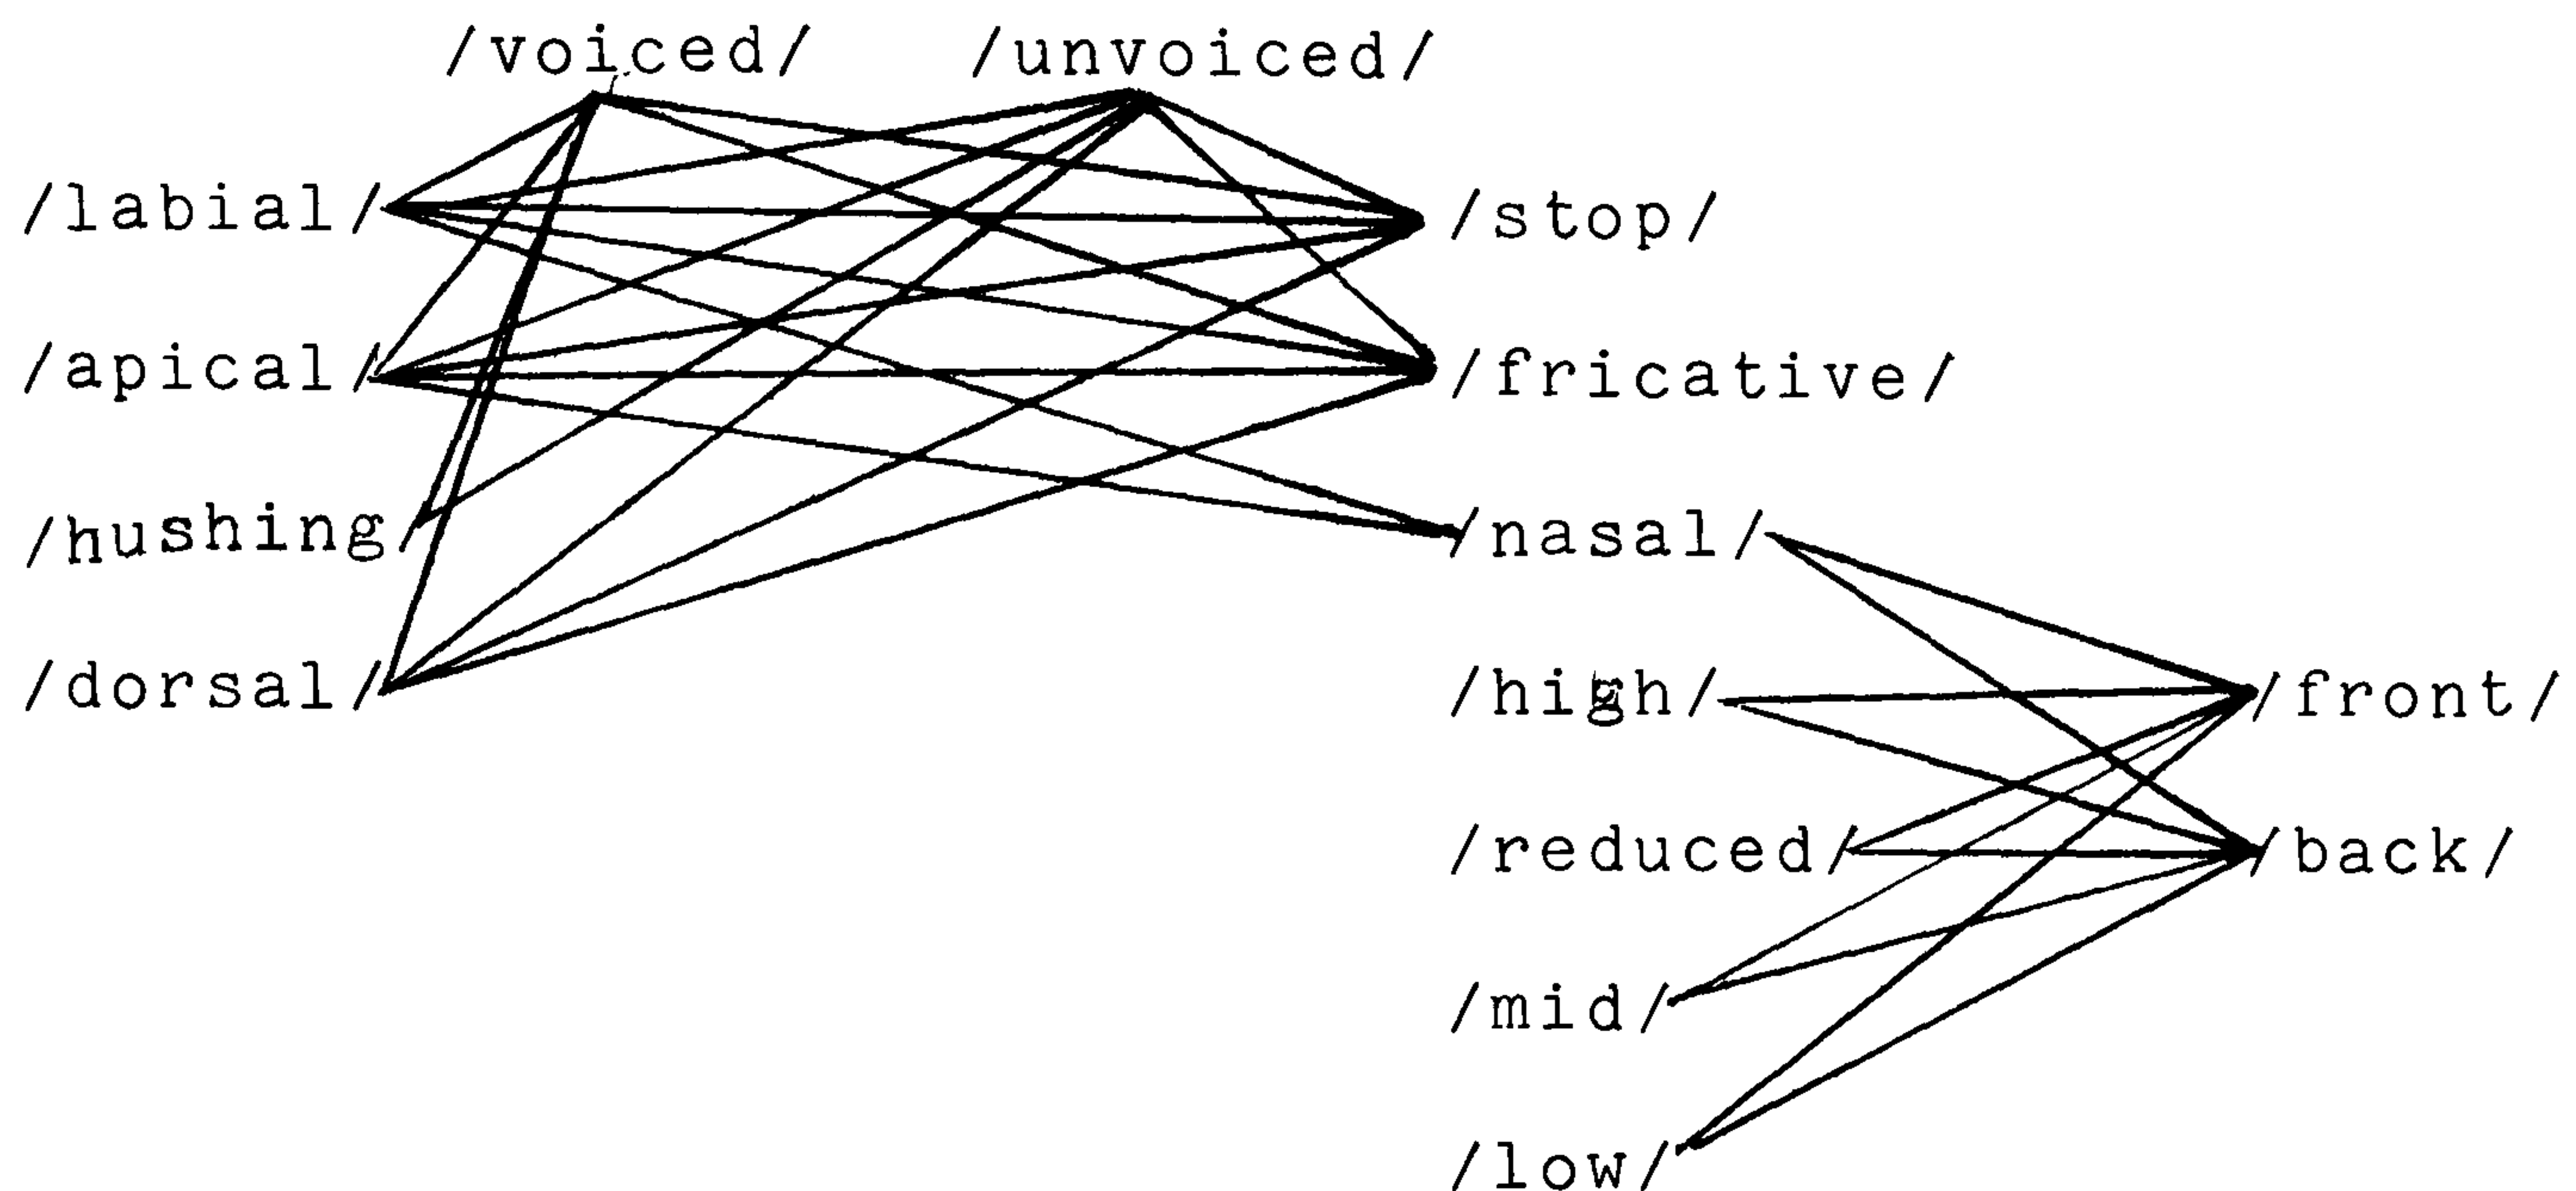 /voiced/ /unvoiced/
/labial/ /stop/
/apical/ /fricative/
/hushing/ /nasal/
/dorsal/ /high/ /front/
/reduced/ /back/
/mid/
/low/